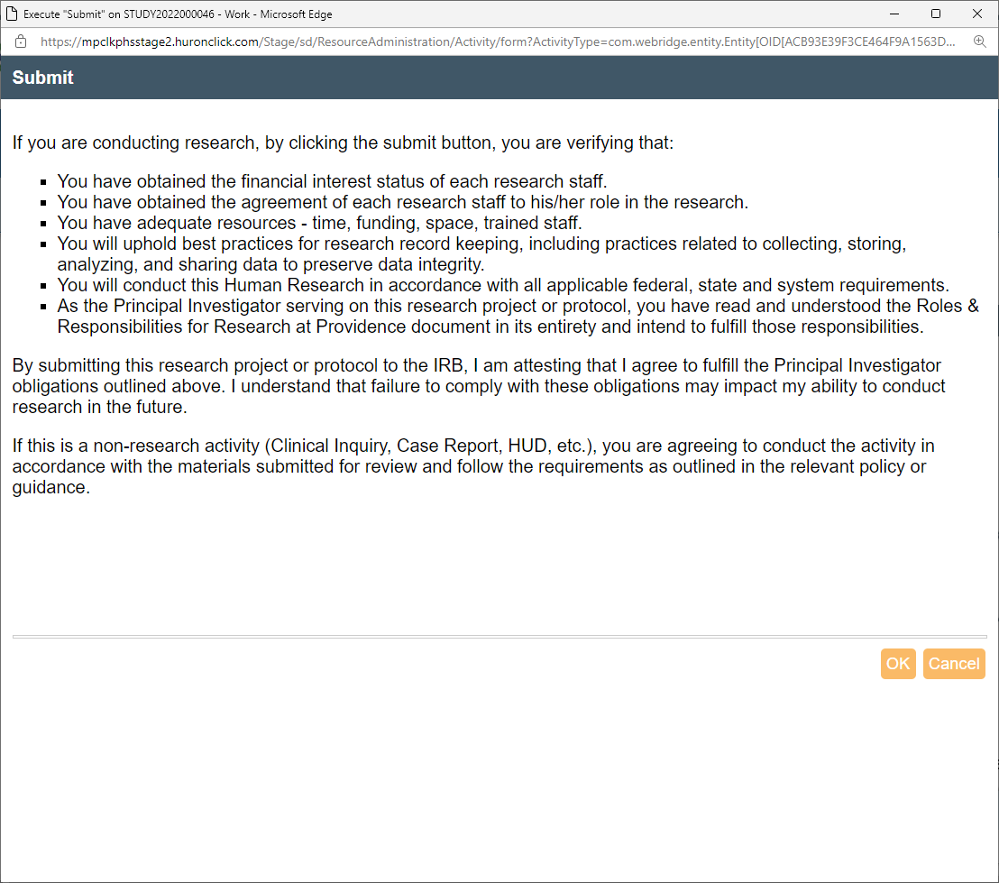 Execute "Submit" on STUDY2022000046 - Work - Microsoft Edge
https://mpclkphsstage2.huronclick.com/Stage/sd/ResourceAdministration/Activity/form?ActivityType=com.webridge.entity.Entity[OID[ACB93E39F3CE464F9A1563D...
Submit
If you are conducting research, by clicking the submit button, you are verifying that:
▪ You have obtained the financial interest status of each research staff.
▪ You have obtained the agreement of each research staff to his/her role in the research.
▪ You have adequate resources - time, funding, space, trained staff.
▪ You will uphold best practices for research record keeping, including practices related to collecting, storing,
analyzing, and sharing data to preserve data integrity.
▪ You will conduct this Human Research in accordance with all applicable federal, state and system requirements.
▪ As the Principal Investigator serving on this research project or protocol, you have read and understood the Roles &
Responsibilities for Research at Providence document in its entirety and intend to fulfill those responsibilities.
By submitting this research project or protocol to the IRB, I am attesting that I agree to fulfill the Principal Investigator
obligations outlined above. I understand that failure to comply with these obligations may impact my ability to conduct
research in the future.
If this is a non-research activity (Clinical Inquiry, Case Report, HUD, etc.), you are agreeing to conduct the activity in
accordance with the materials submitted for review and follow the requirements as outlined in the relevant policy or
guidance.
OK Cancel